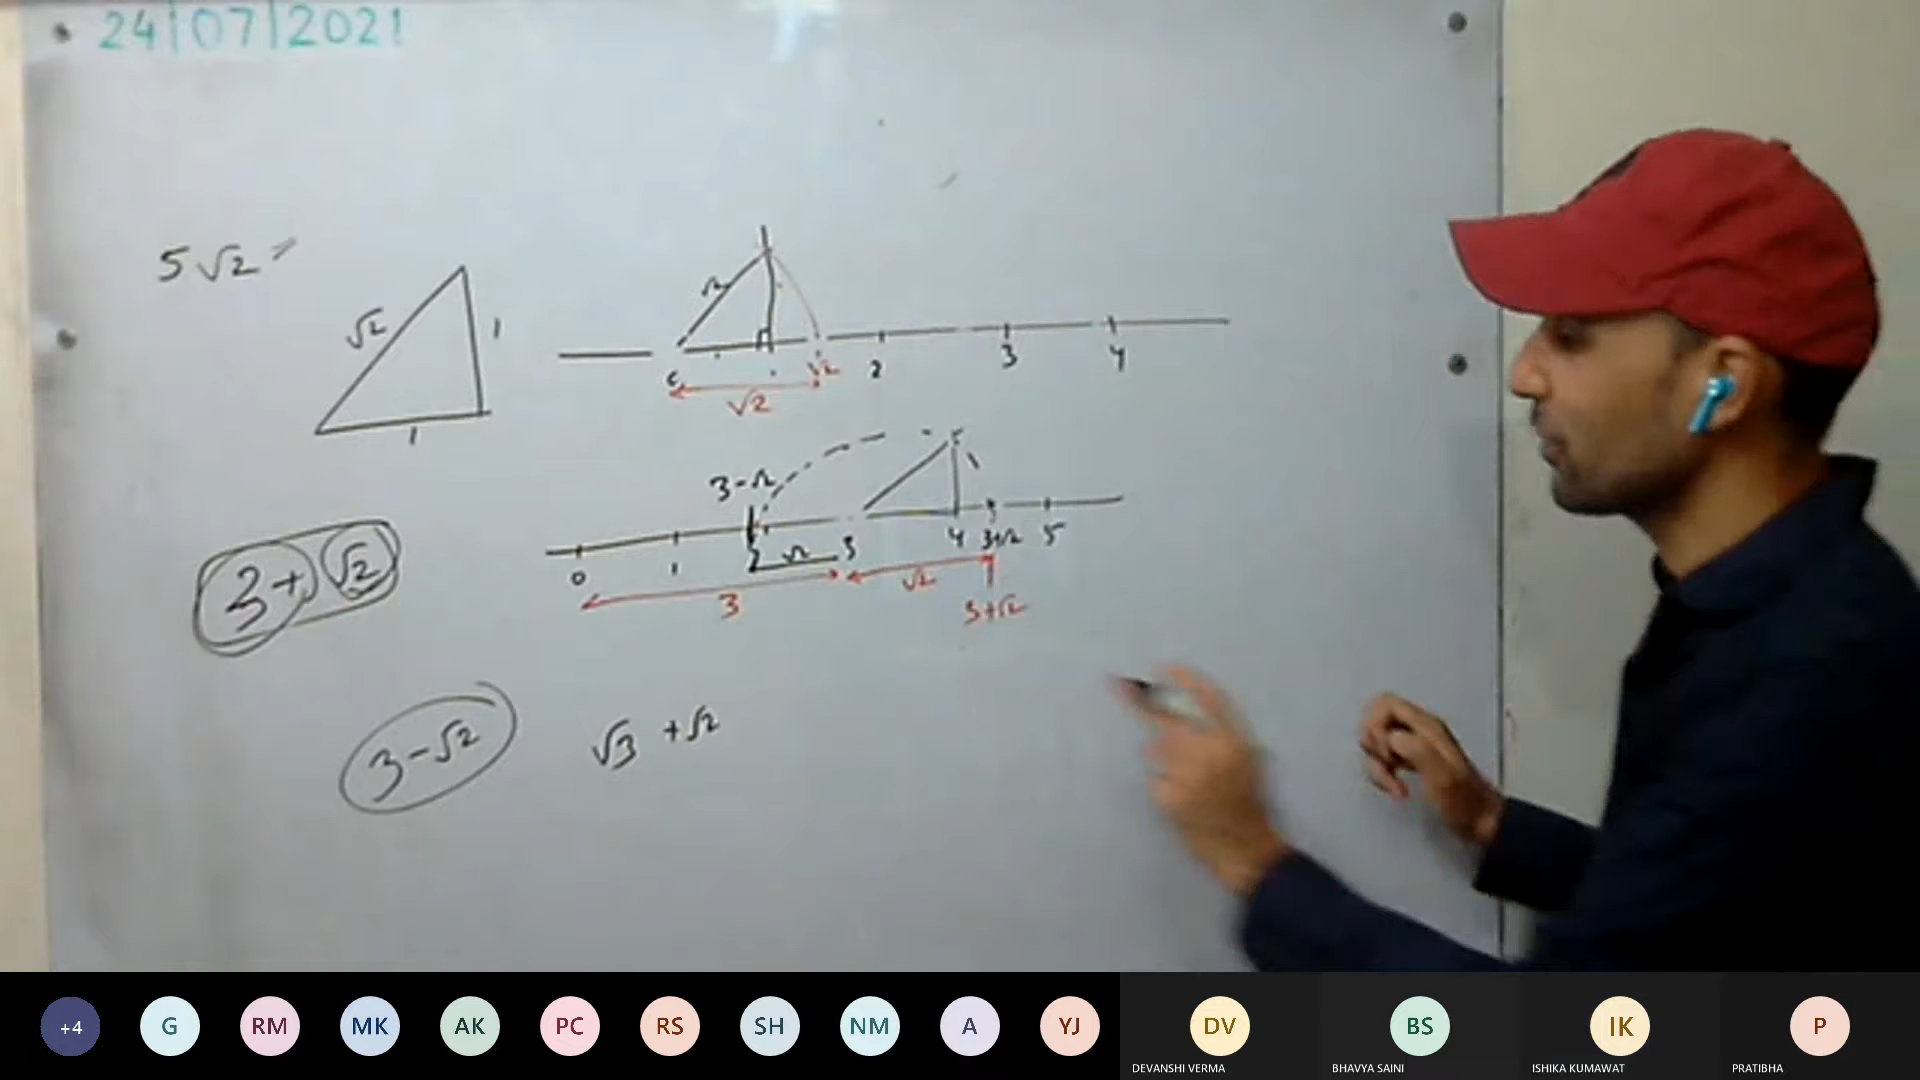 24|07|2021
5√2 =
√2 1
1
√2
0 √2 2 3 4
√2
3-√2
0 1 2 √2 3 4 3+√2 5
3 √2
3+√2
3+√2
3-√2 √3 +√2
+4 G RM MK AK PC RS SH NM A YJ DV BS IK P
DEVANSHI VERMA BHAVYA SAINI ISHIKA KUMAWAT PRATIBHA